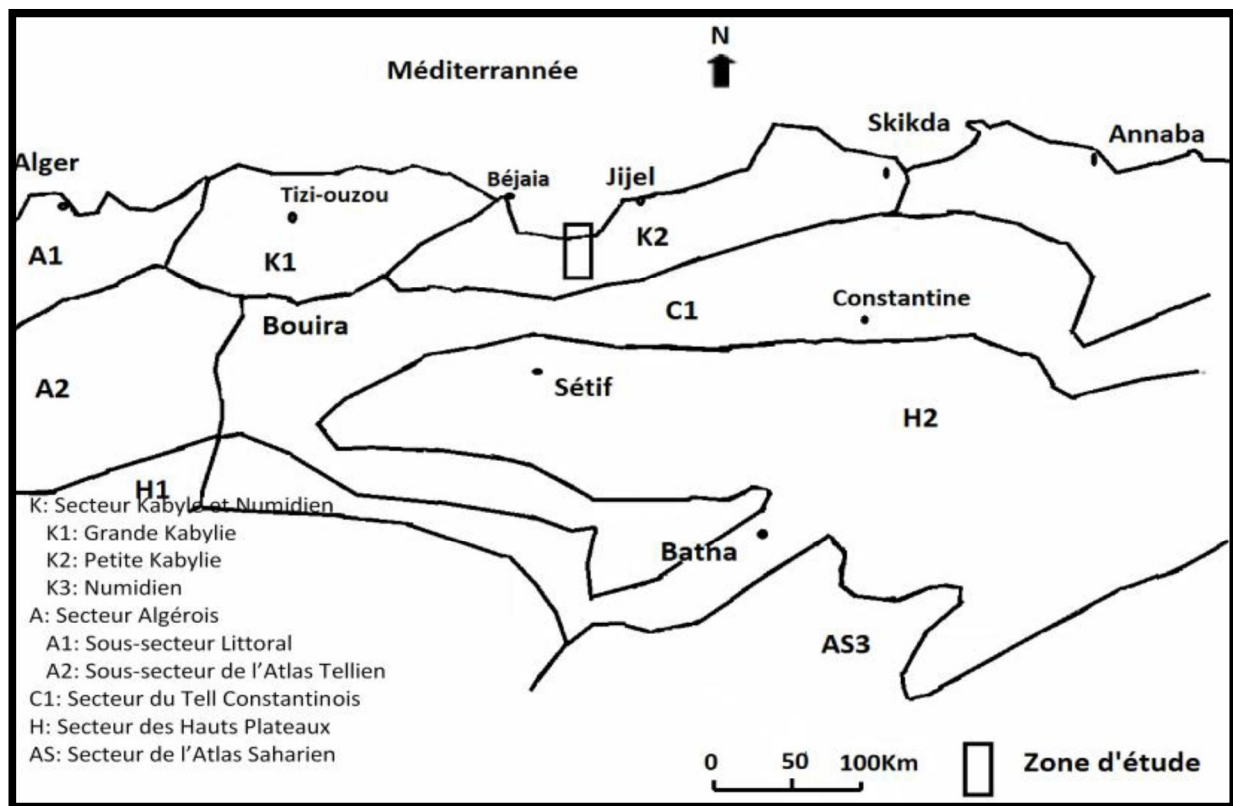 N
Méditerrannée
Skikda
Annaba
Alger
Béjaia
Jijel
Tizi-ouzou
K2
A1
K1
Constantine
C1
Bouira
A2
Sétif
H2
H1
K: Secteur Kabyle et Numidien
K1: Grande Kabylie
Batna
K2: Petite Kabylie
K3: Numidien
A: Secteur Algérois
A1: Sous-secteur Littoral
AS3
A2: Sous-secteur de l'Atlas Tellien
C1: Secteur du Tell Constantinois
H: Secteur des Hauts Plateaux
AS: Secteur de l'Atlas Saharien
0 50 100Km
Zone d'étude